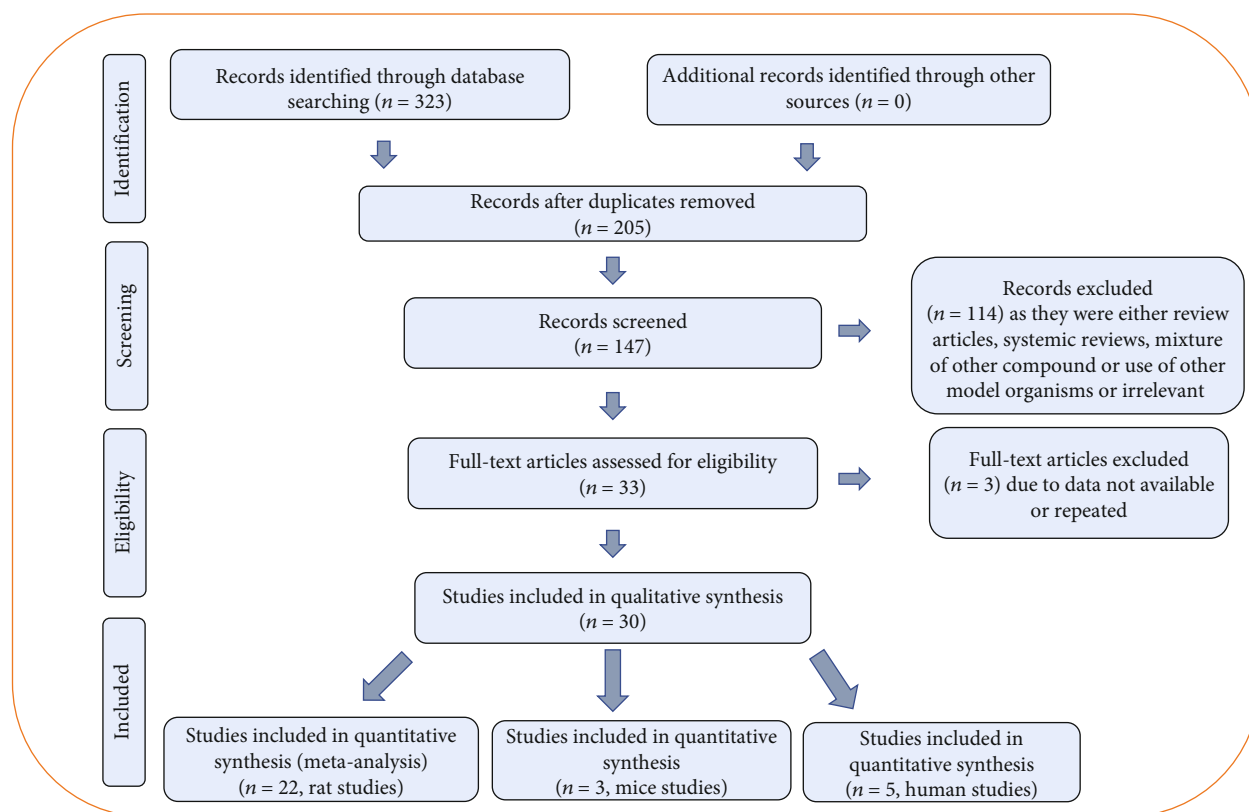 Identification
Records identified through database
searching (n = 323)
Additional records identified through other
sources (n = 0)
Records after duplicates removed
(n = 205)
Screening
Records screened
(n = 147)
Records excluded
(n = 114) as they were either review
articles, systemic reviews, mixture
of other compound or use of other
model organisms or irrelevant
Eligibility
Full-text articles assessed for eligibility
(n = 33)
Full-text articles excluded
(n = 3) due to data not available
or repeated
Studies included in qualitative synthesis
(n = 30)
Included
Studies included in quantitative
synthesis (meta-analysis)
(n = 22, rat studies)
Studies included in quantitative
synthesis
(n = 3, mice studies)
Studies included in
quantitative synthesis
(n = 5, human studies)